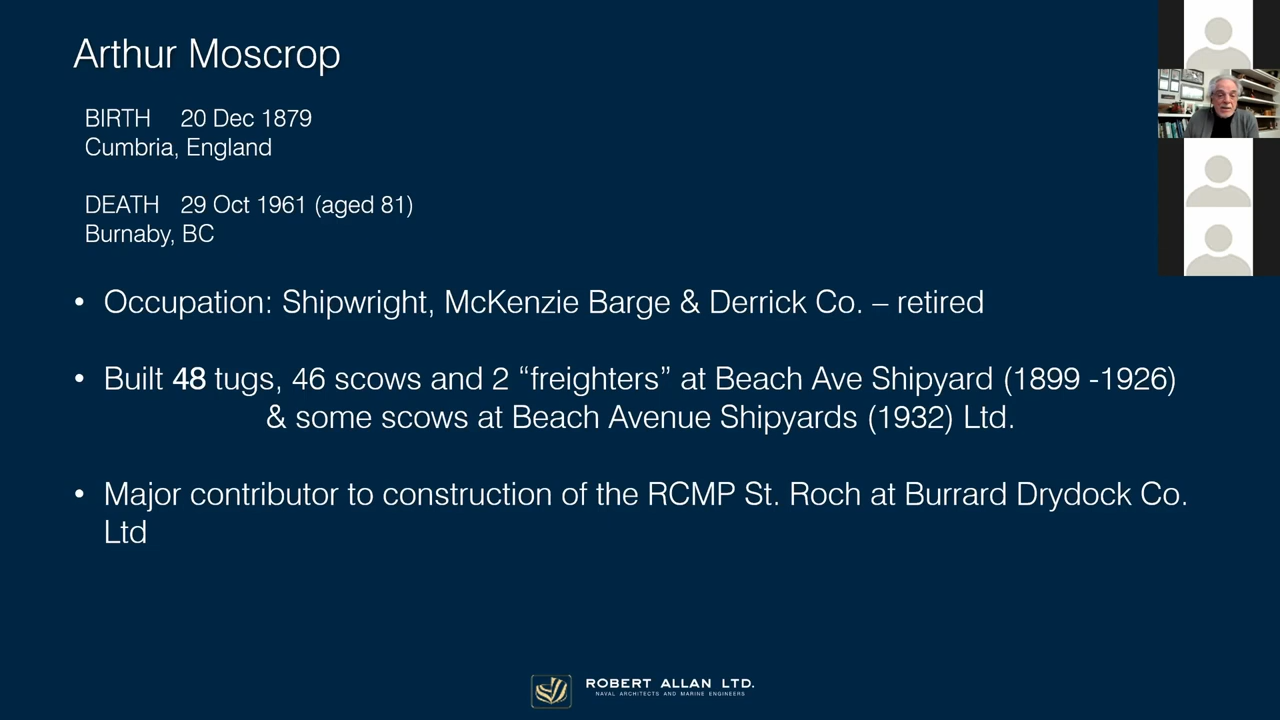 Arthur Moscrop
BIRTH 20 Dec 1879
Cumbria, England
DEATH 29 Oct 1961 (aged 81)
Burnaby, BC
• Occupation: Shipwright, McKenzie Barge & Derrick Co. – retired
• Built 48 tugs, 46 scows and 2 “freighters” at Beach Ave Shipyard (1899 -1926)
& some scows at Beach Avenue Shipyards (1932) Ltd.
• Major contributor to construction of the RCMP St. Roch at Burrard Drydock Co.
Ltd
ROBERT ALLAN LTD.
NAVAL ARCHITECTS AND MARINE ENGINEERS